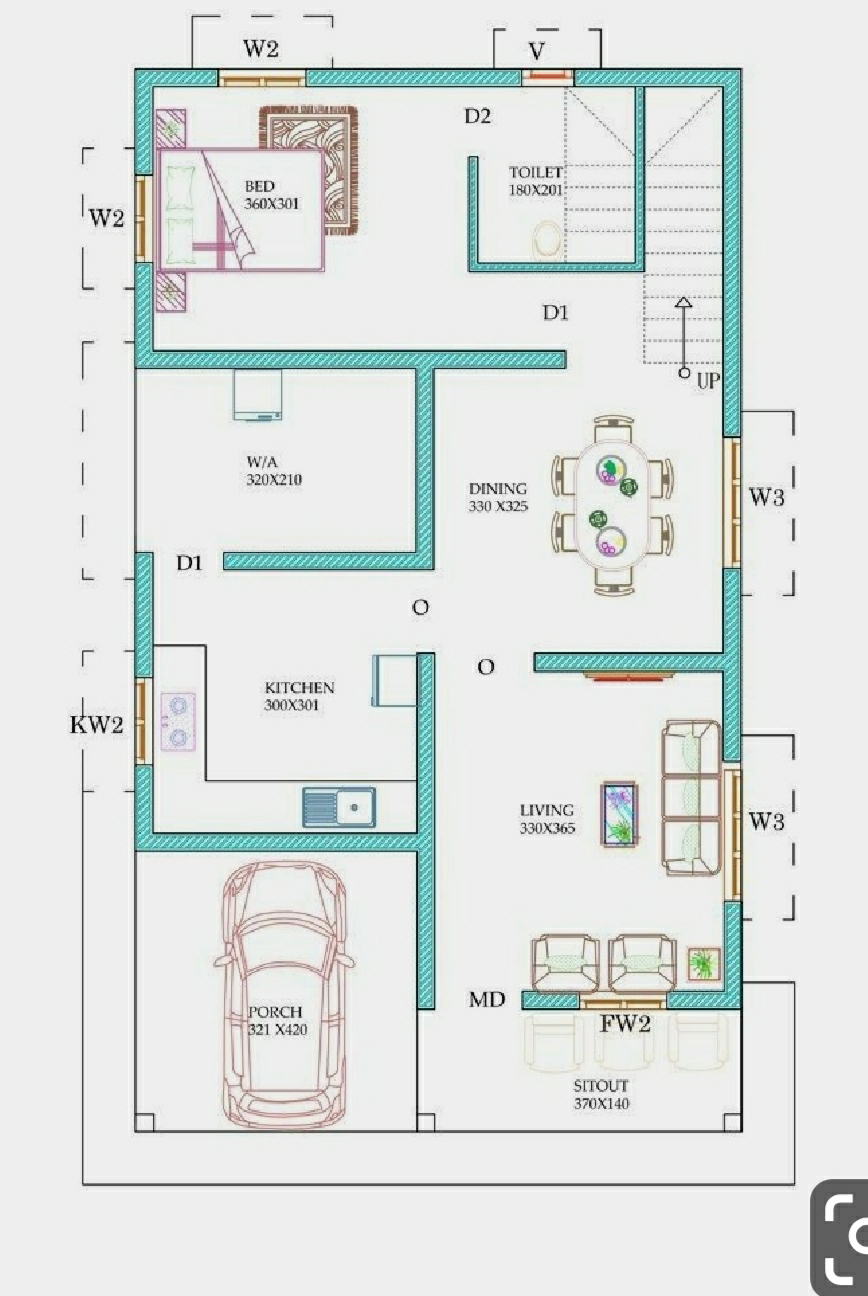 W2
V
D2
TOILET
180X201
BED
360X301
W2
D1
UP
W/A
320X210
DINING
330 X325
W3
D1
O
O
KITCHEN
300X301
KW2
LIVING
330X365
W3
MD
PORCH
321 X420
FW2
SITOUT
370X140